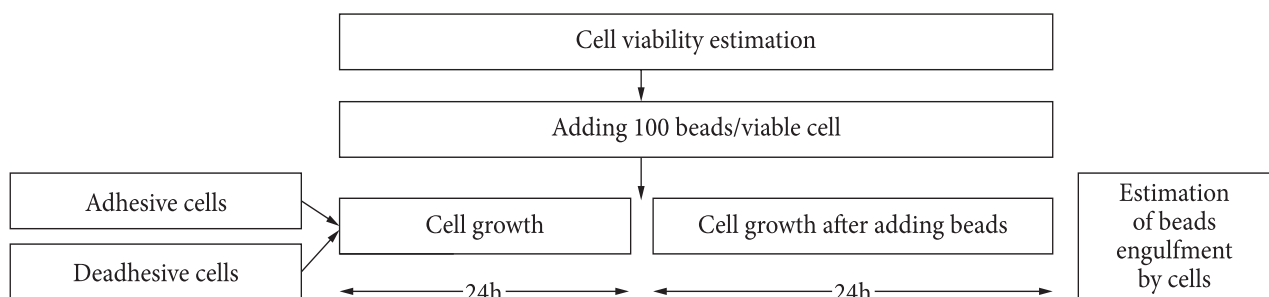 Cell viability estimation
Adding 100 beads/viable cell
Adhesive cells
Deadhesive cells
Cell growth
Cell growth after adding beads
Estimation
of beads
engulfment
by cells
24h
24h